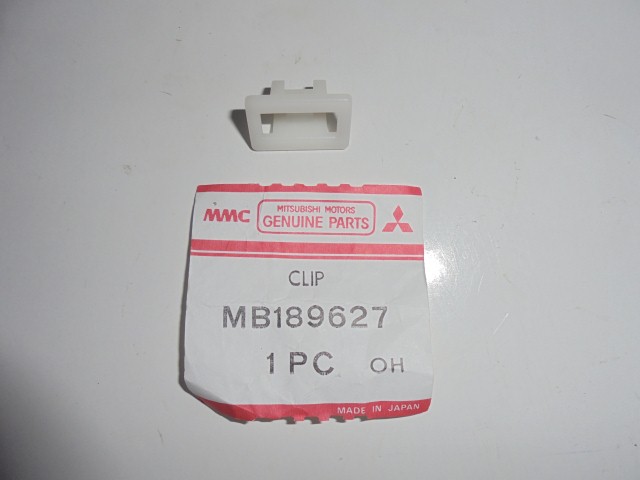 MMC
MITSUBISHI MOTORS
GENUINE PARTS
CLIP
MB189627
1 PC OH
MADE IN JAPAN